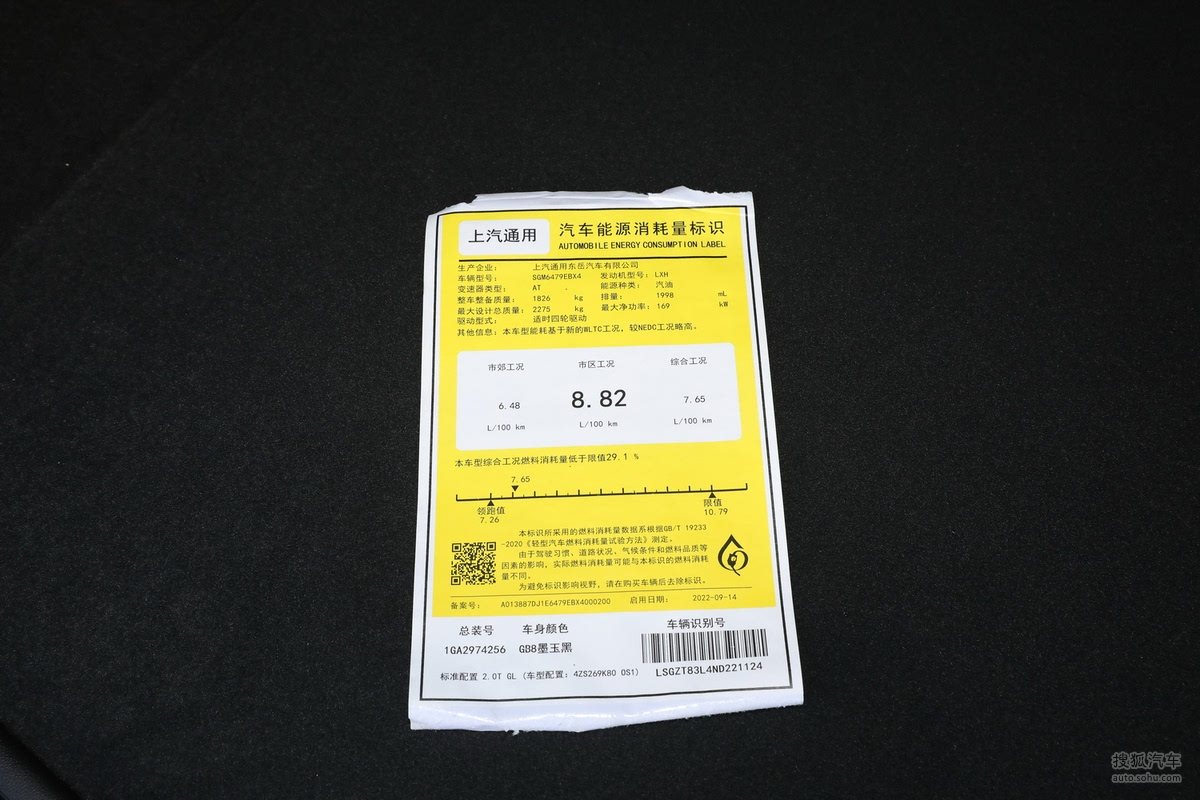 上汽通用
汽车能源消耗量标识
AUTOMOBILE ENERGY CONSUMPTION LABEL
生产企业： 上汽通用东岳汽车有限公司
车辆型号： SGM6479EBX4 发动机型号： LXH
变速器类型： AT 能源种类： 汽油
整车整备质量： 1826 kg 排量： 1998 mL
最大设计总质量： 2275 kg 最大净功率： 169 kW
驱动型式： 适时四轮驱动
其他信息：本车型能耗基于新的WLTC工况，较NEDC工况略高。
市郊工况 市区工况 综合工况
6.48 8.82 7.65
L/100 km L/100 km L/100 km
本车型综合工况燃料消耗量低于限值29.1 %
7.65
领跑值 限值
7.26 10.79
本标识所采用的燃料消耗量数据系根据GB/T 19233
-2020《轻型汽车燃料消耗量试验方法》测定。
由于驾驶习惯、道路状况、气候条件和燃料品质等
因素的影响，实际燃料消耗量可能与本标识的燃料消耗
量不同。
为避免标识影响视野，请在购买车辆后去除标识。
备案号： A013887DJ1E6479EBX4000200 启用日期： 2022-09-14
总装号 车身颜色 车辆识别号
1GA2974256 GB8墨玉黑
标准配置 2.0T GL (车型配置：4ZS269K80 0S1) LSGZT83L4ND221124
搜狐汽车
auto.sohu.com